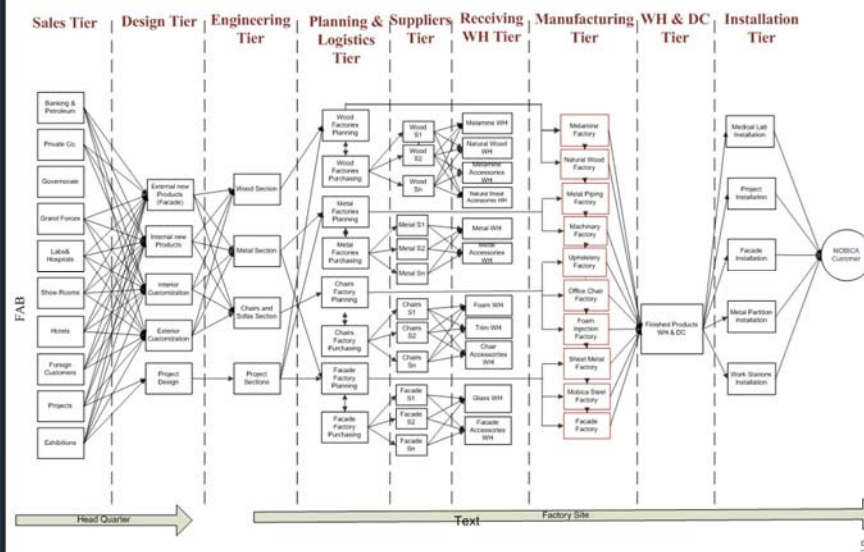 Sales Tier
Design Tier
Engineering
Tier
Planning &
Logistics
Tier
Suppliers
Tier
Receiving
WH Tier
Manufacturing
Tier
WH & DC
Tier
Installation
Tier
FAB
Banking &
Petroleum
Private Co.
Governorate
Grand Forces
Labs&
Hospitals
Show Rooms
Hotels
Foreign
Customers
Projects
Exhibitions
External new
Products
(Facade)
Internal new
Products
Interior
Customization
Exterior
Customization
Project
Design
Wood Section
Metal Section
Chairs and
Sofas Section
Project
Sections
Wood
Factories
Planning
Wood
Factories
Purchasing
Metal
Factories
Planning
Metal
Factories
Purchasing
Chairs
Factory
Planning
Chairs
Factory
Purchasing
Facade
Factory
Planning
Facade
Factory
Purchasing
Wood
S1
Wood
S2
Wood
Sn
Metal S1
Metal S2
Metal Sn
Chairs
S1
Chairs
S2
Chairs
Sn
Facade
S1
Facade
S2
Facade
Sn
Melamine WH
Natural Wood
WH
Melamine
Accessories
WH
Natural Wood
Accessories WH
Metal WH
Metal
Accessories
WH
Foam WH
Trim WH
Chair
Accessories
WH
Glass WH
Facade
Accessories
WH
Melamine
Factory
Natural Wood
Factory
Metal Piping
Factory
Machinary
Factory
Upholstery
Factory
Office Chair
Factory
Foam
Injection
Factory
Sheet Metal
Factory
Mobica Steel
Factory
Facade
Factory
Finished Products
WH & DC
Medical Lab
Installation
Project
Installation
Facade
Installation
Metal Partition
Installation
Work Stations
Installation
MOBICA
Customer
Head Quarter
Text
Factory Site